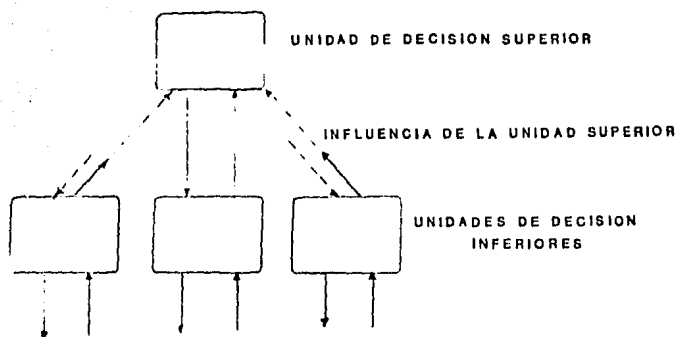 UNIDAD DE DECISION SUPERIOR
INFLUENCIA DE LA UNIDAD SUPERIOR
UNIDADES DE DECISION
INFERIORES